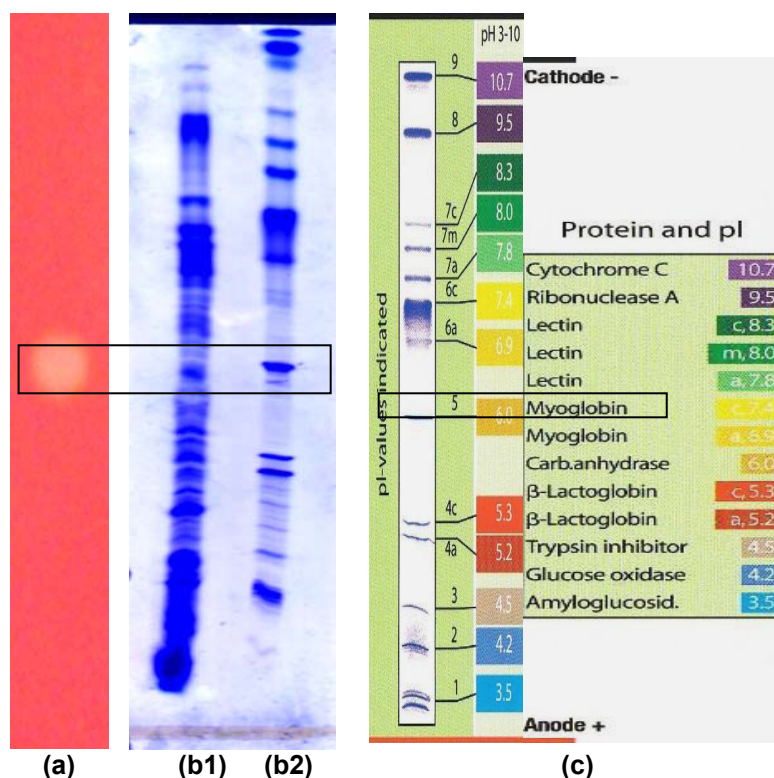 pH 3-10
Cathode -
9
10.7
8
9.5
8.3
7c
8.0
7m
7.8
7a
6c
7.4
6a
6.9
5
6.0
4c
5.3
4a
5.2
3
4.5
2
4.2
1
3.5
pI-values indicated
Protein and pI
Cytochrome C 10.7
Ribonuclease A 9.5
Lectin c, 8.3
Lectin m, 8.0
Lectin a, 7.8
Myoglobin c, 7.4
Myoglobin a, 6.9
Carb.anhydrase 6.0
β-Lactoglobin c, 5.3
β-Lactoglobin a, 5.2
Trypsin inhibitor 4.5
Glucose oxidase 4.2
Amyloglucosid. 3.5
Anode +
(a) (b1) (b2) (c)